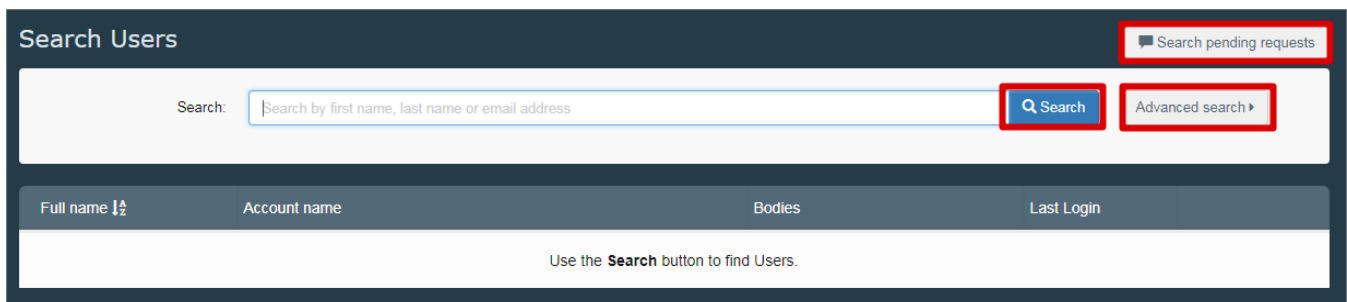 Search Users
Search pending requests
Search: Search by first name, last name or email address Search Advanced search
Full name Account name Bodies Last Login
Use the Search button to find Users.